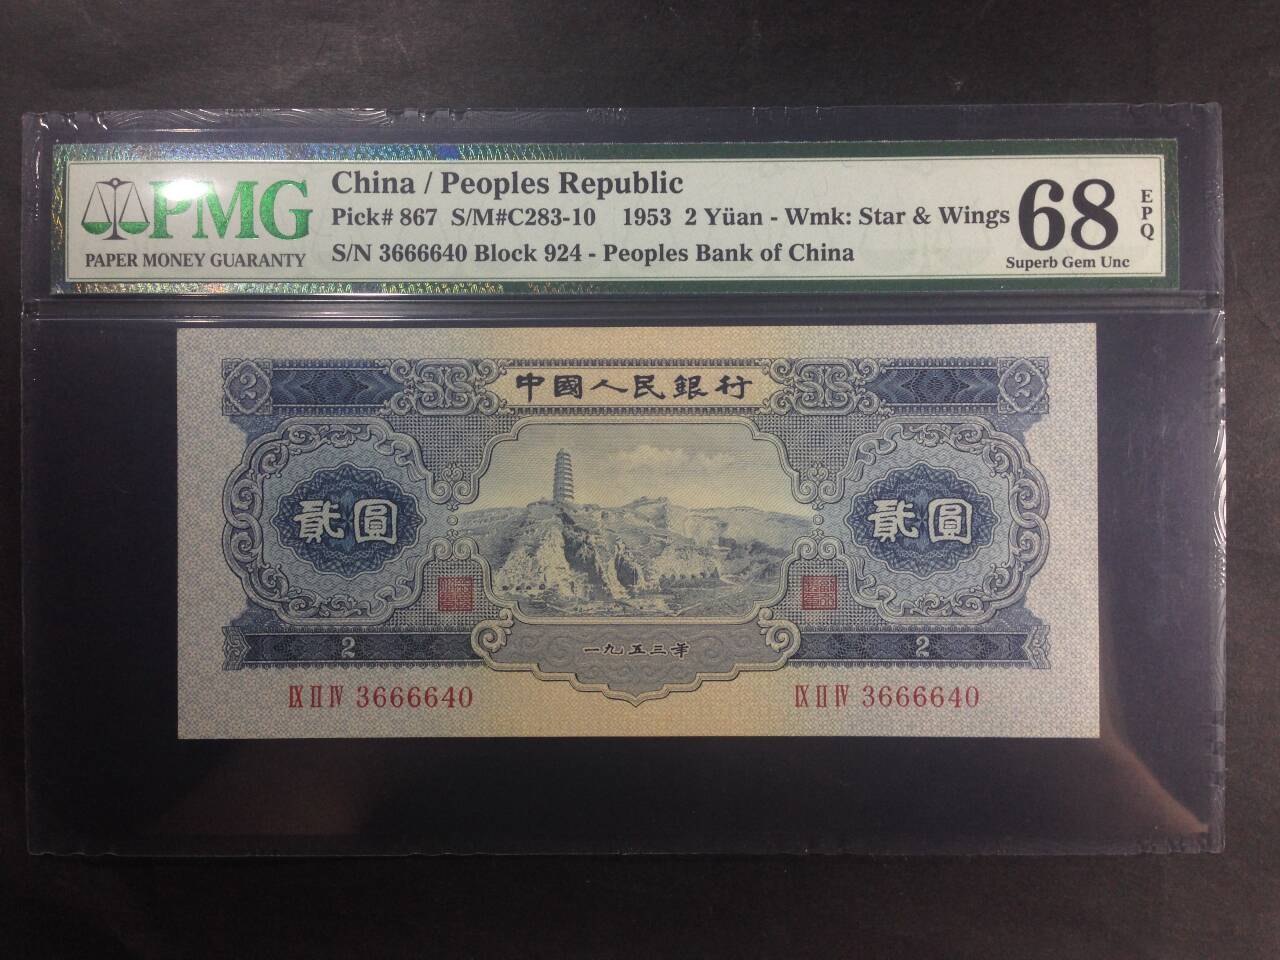 PMG
PAPER MONEY GUARANTY
China / Peoples Republic
Pick# 867 S/M#C283-10 1953 2 Yüan - Wmk: Star & Wings
S/N 3666640 Block 924 - Peoples Bank of China
68
EPQ
Superb Gem Unc
2 中國人民銀行 2
貳圓 貳圓
2 一九五三年 2
IX II IV 3666640 IX II IV 3666640